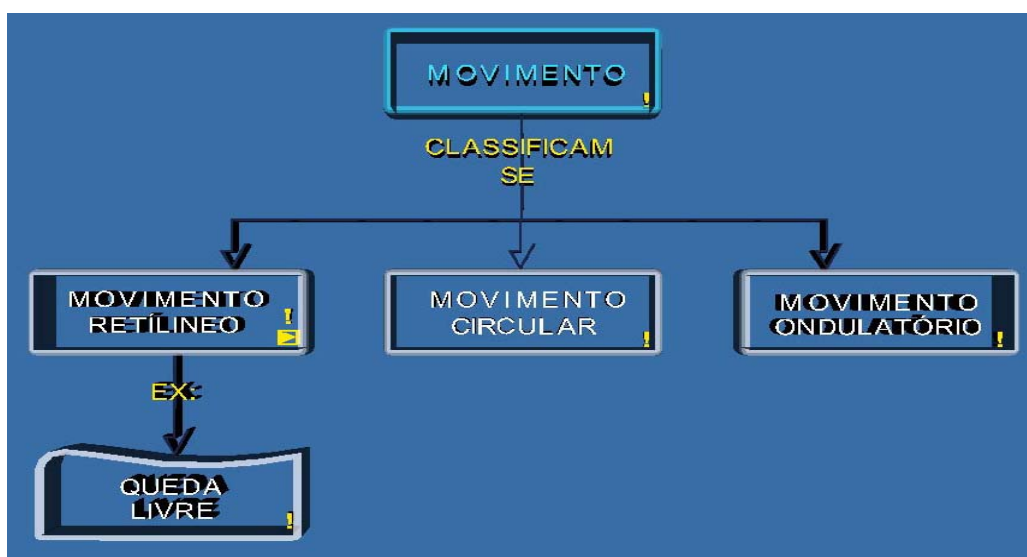 MOVIMENTO
!
CLASSIFICAM
SE
MOVIMENTO
RETÍLINEO
!
MOVIMENTO
CIRCULAR
!
MOVIMENTO
ONDULATÓRIO
!
EX:
QUEDA
LIVRE
!